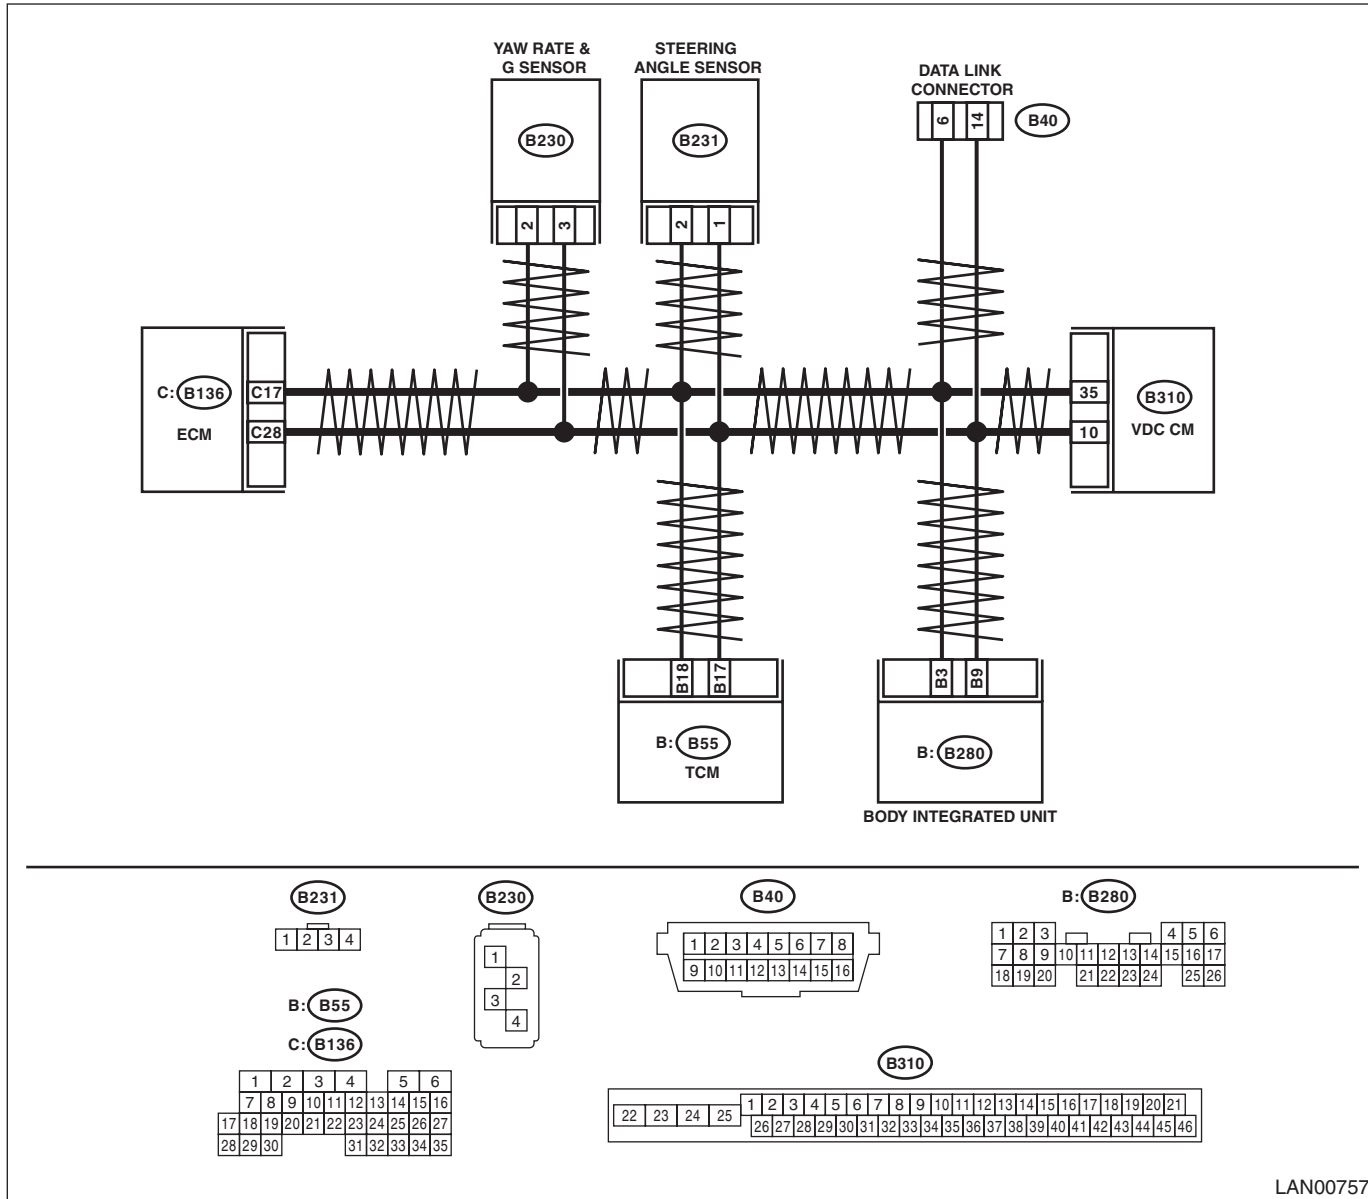 YAW RATE &
G SENSOR
STEERING
ANGLE SENSOR
DATA LINK
CONNECTOR
B230
B231
6 14
B40
2 3
2 1
C: B136
ECM
C17
C28
35
10
B310
VDC CM
B18 B17
B3 B9
B: B55
TCM
B: B280
BODY INTEGRATED UNIT
B231
1 2 3 4
B230
1
2
3
4
B40
1 2 3 4 5 6 7 8
9 10 11 12 13 14 15 16
B: B280
1 2 3 4 5 6
7 8 9 10 11 12 13 14 15 16 17
18 19 20 21 22 23 24 25 26
B: B55
C: B136
1 2 3 4 5 6
7 8 9 10 11 12 13 14 15 16
17 18 19 20 21 22 23 24 25 26 27
28 29 30 31 32 33 34 35
B310
22 23 24 25
1 2 3 4 5 6 7 8 9 10 11 12 13 14 15 16 17 18 19 20 21
26 27 28 29 30 31 32 33 34 35 36 37 38 39 40 41 42 43 44 45 46
LAN00757